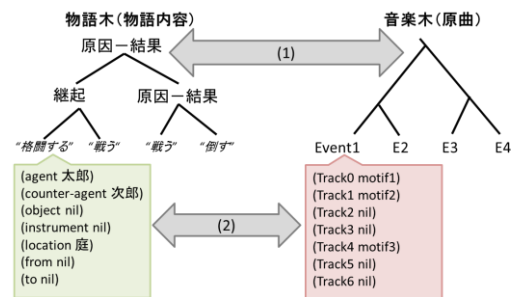 物語木(物語内容)
音楽木(原曲)
原因ー結果
(1)
継起
原因ー結果
“格闘する”
“戦う”
“戦う”
“倒す”
Event1
E2
E3
E4
(agent 太郎)
(counter-agent 次郎)
(object nil)
(instrument nil)
(location 庭)
(from nil)
(to nil)
(2)
(Track0 motif1)
(Track1 motif2)
(Track2 nil)
(Track3 nil)
(Track4 motif3)
(Track5 nil)
(Track6 nil)